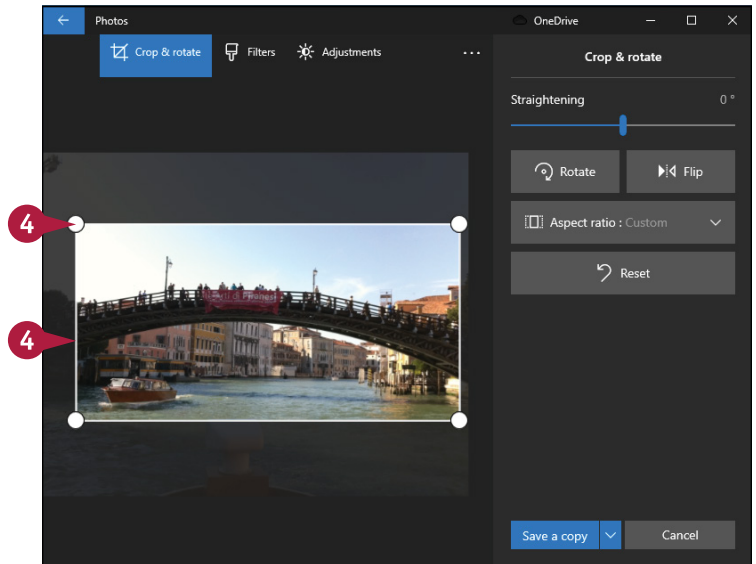 Photos
OneDrive
Crop & rotate
Filters
Adjustments
Crop & rotate
Straightening 0 °
Rotate
Flip
Aspect ratio : Custom
Reset
4
4
Piranesi
Save a copy
Cancel